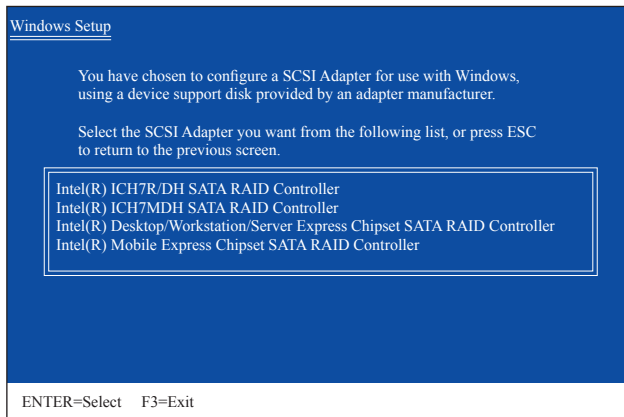 Windows Setup
You have chosen to configure a SCSI Adapter for use with Windows,
using a device support disk provided by an adapter manufacturer.
Select the SCSI Adapter you want from the following list, or press ESC
to return to the previous screen.
Intel(R) ICH7R/DH SATA RAID Controller
Intel(R) ICH7MDH SATA RAID Controller
Intel(R) Desktop/Workstation/Server Express Chipset SATA RAID Controller
Intel(R) Mobile Express Chipset SATA RAID Controller
ENTER=Select F3=Exit